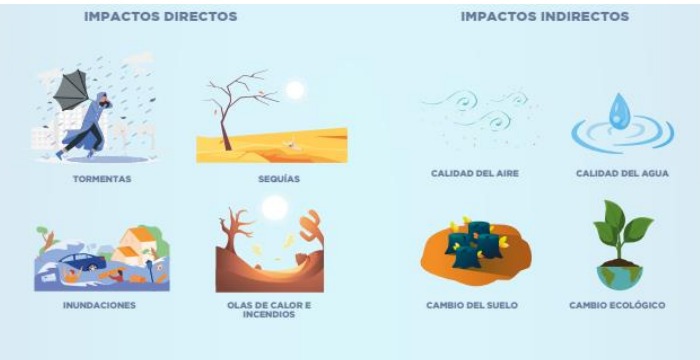 IMPACTOS DIRECTOS
IMPACTOS INDIRECTOS
TORMENTAS
SEQUÍAS
CALIDAD DEL AIRE
CALIDAD DEL AGUA
INUNDACIONES
OLAS DE CALOR E
INCENDIOS
CAMBIO DEL SUELO
CAMBIO ECOLÓGICO